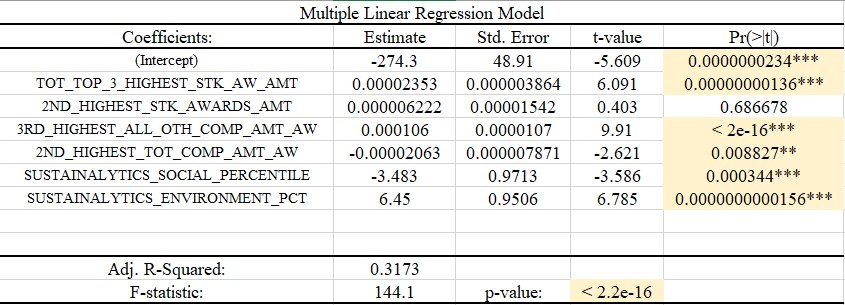 Multiple Linear Regression Model
Coefficients: Estimate Std. Error t-value Pr(>|t|)
(Intercept) -274.3 48.91 -5.609 0.0000000234***
TOT_TOP_3_HIGHEST_STK_AW_AMT 0.00002353 0.000003864 6.091 0.00000000136***
2ND_HIGHEST_STK_AWARDS_AMT 0.000006222 0.00001542 0.403 0.686678
3RD_HIGHEST_ALL_OTH_COMP_AMT_AW 0.000106 0.0000107 9.91 < 2e-16***
2ND_HIGHEST_TOT_COMP_AMT_AW -0.00002063 0.000007871 -2.621 0.008827**
SUSTAINALYTICS_SOCIAL_PERCENTILE -3.483 0.9713 -3.586 0.000344***
SUSTAINALYTICS_ENVIRONMENT_PCT 6.45 0.9506 6.785 0.0000000000156***
Adj. R-Squared: 0.3173
F-statistic: 144.1 p-value: < 2.2e-16